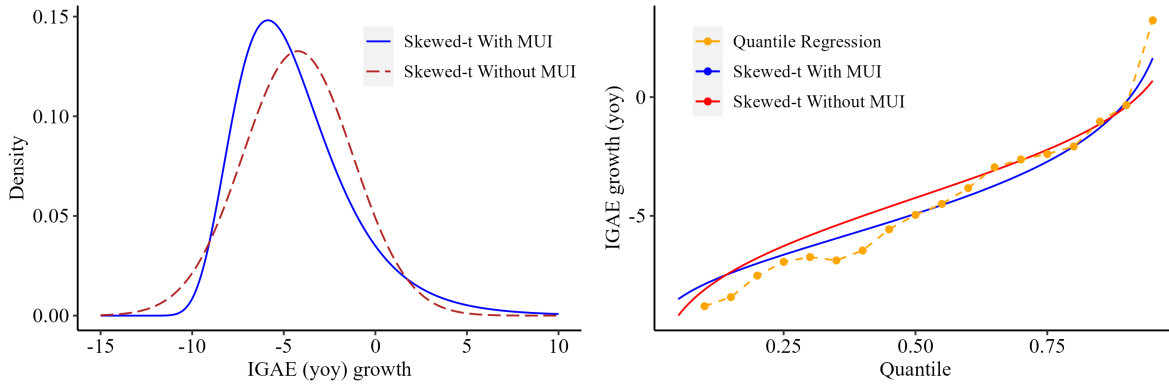 0.15
0.10
0.05
0.00
Density
-15 -10 -5 0 5 10
IGAE (yoy) growth
Skewed-t With MUI
Skewed-t Without MUI
0
-5
IGAE growth (yoy)
0.25 0.50 0.75
Quantile
Quantile Regression
Skewed-t With MUI
Skewed-t Without MUI